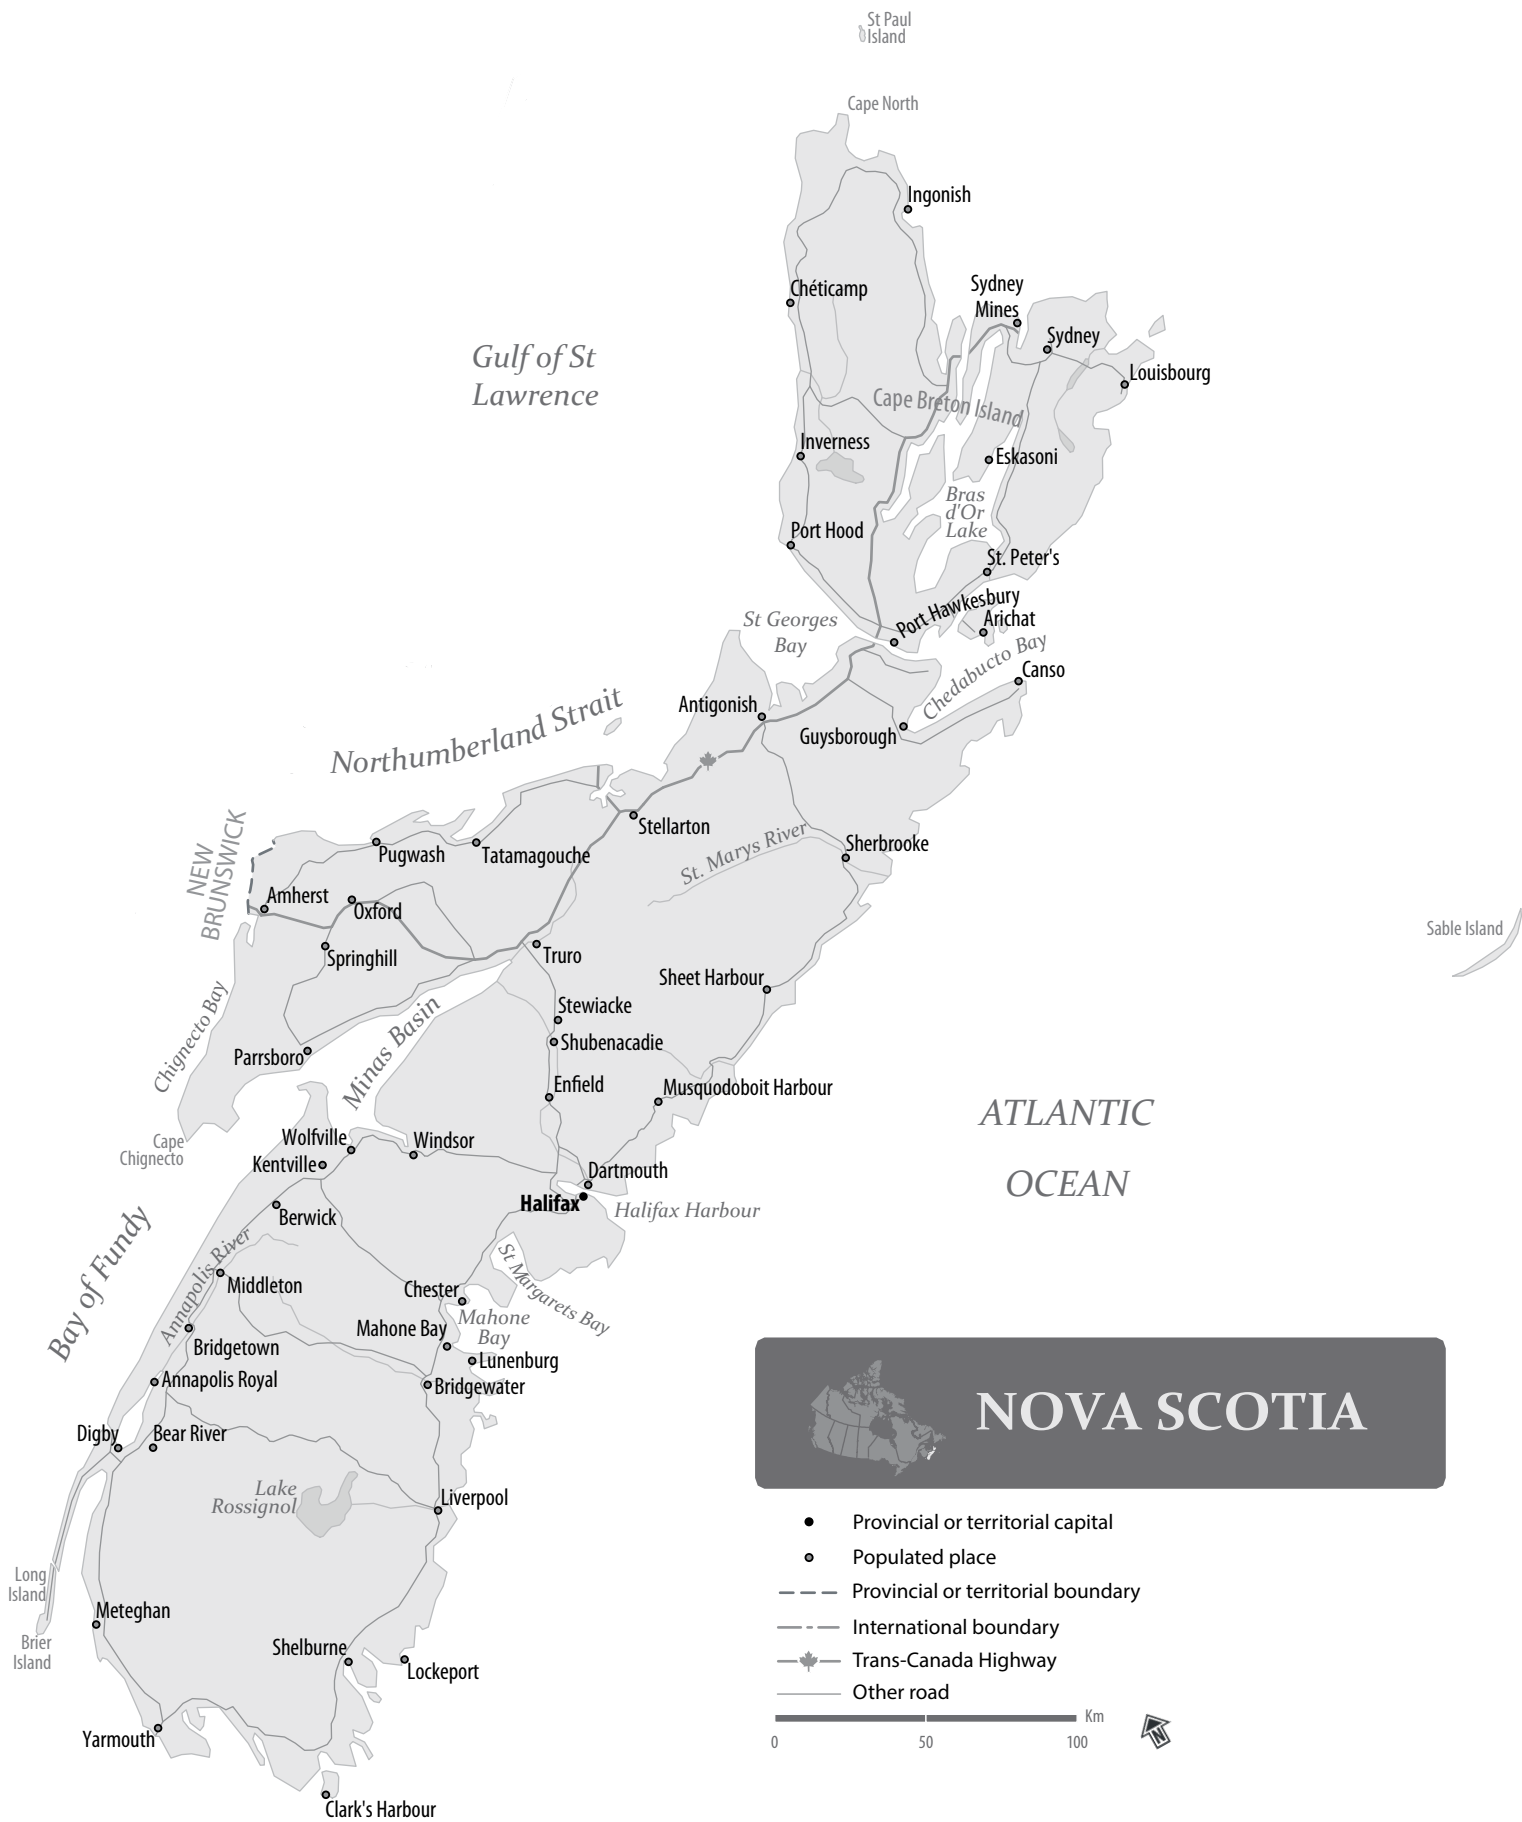 St Paul
Island
Cape North
Ingonish
Sydney
Mines
Chéticamp
Sydney
Gulf of St
Lawrence
Louisbourg
Cape Breton Island
Inverness
Eskasoni
Bras
d'Or
Lake
Port Hood
St. Peter's
Port Hawkesbury
St Georges
Bay
Arichat
Chedabucto Bay
Canso
Antigonish
Northumberland Strait
Guysborough
Stellarton
NEW
BRUNSWICK
Pugwash
Tatamagouche
St. Marys River
Sherbrooke
Amherst
Oxford
Sable Island
Springhill
Truro
Sheet Harbour
Chignecto Bay
Minas Basin
Stewiacke
Shubenacadie
Parrsboro
Enfield
Musquodoboit Harbour
ATLANTIC
OCEAN
Cape
Chignecto
Wolfville
Windsor
Kentville
Dartmouth
Halifax
Halifax Harbour
Berwick
Bay of Fundy
Annapolis River
St Margarets Bay
Middleton
Chester
Mahone
Bay
Mahone Bay
Bridgetown
Lunenburg
Annapolis Royal
Bridgewater
Digby
Bear River
Lake
Rossignol
Liverpool
Long
Island
Meteghan
Brier
Island
Shelburne
Lockeport
Yarmouth
Clark's Harbour
NOVA SCOTIA
Provincial or territorial capital
Populated place
Provincial or territorial boundary
International boundary
Trans-Canada Highway
Other road
Km
0 50 100
N